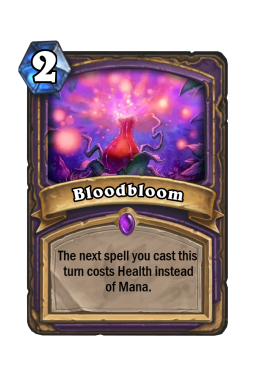 2
Bloodbloom
The next spell you cast this
turn costs Health instead
of Mana.